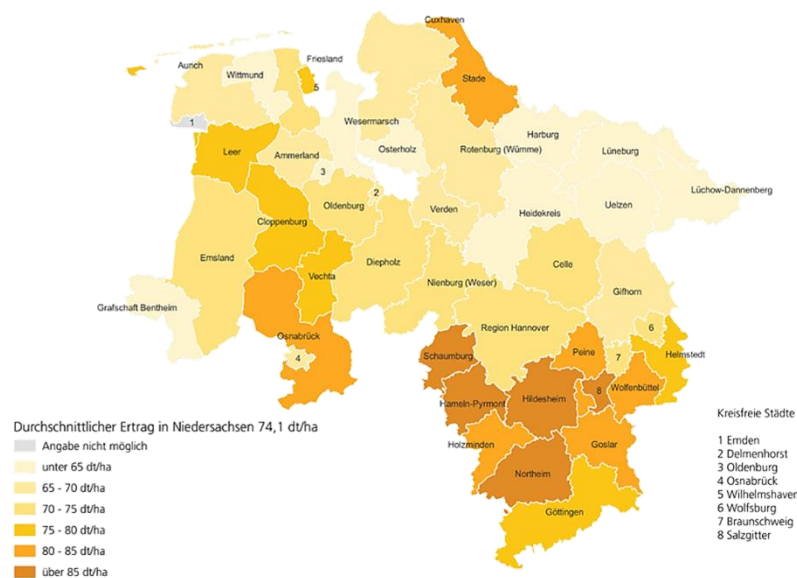 Cuxhaven
Friesland
Aurich
Wittmund
5
Stade
1
Wesermarsch
Harburg
Leer
Ammerland
Osterholz
Rotenburg (Wümme)
Lüneburg
3
2
Lüchow-Dannenberg
Oldenburg
Verden
Heidekreis
Uelzen
Cloppenburg
Emsland
Diepholz
Celle
Vechta
Nienburg (Weser)
Gifhorn
Grafschaft Bentheim
Region Hannover
6
Osnabrück
Schaumburg
Peine
Helmstedt
4
7
Hameln-Pyrmont
Hildesheim
8
Wolfenbüttel
Holzminden
Goslar
Northeim
Göttingen
Durchschnittlicher Ertrag in Niedersachsen 74,1 dt/ha
Angabe nicht möglich
unter 65 dt/ha
65 - 70 dt/ha
70 - 75 dt/ha
75 - 80 dt/ha
80 - 85 dt/ha
über 85 dt/ha
Kreisfreie Städte
1 Emden
2 Delmenhorst
3 Oldenburg
4 Osnabrück
5 Wilhelmshaven
6 Wolfsburg
7 Braunschweig
8 Salzgitter